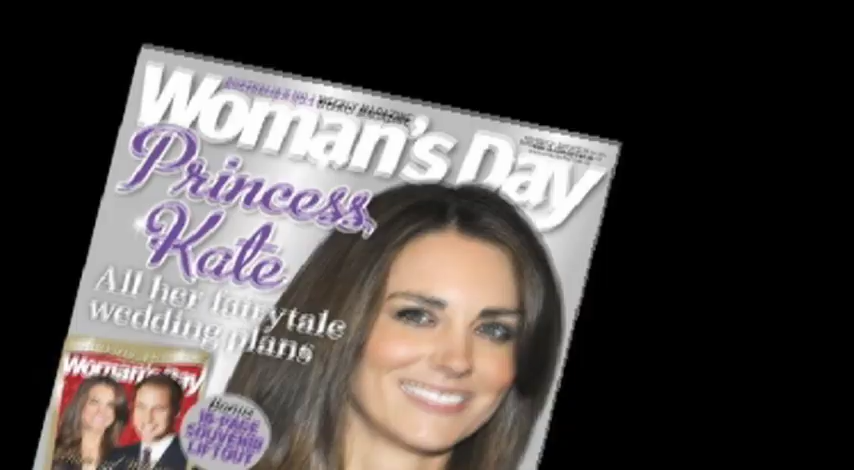 AUSTRALIA'S NO.1 WEEKLY MAGAZINE
Woman's Day
Princess
Kate
All her fairytale
wedding plans
Woman's Day
Bonus
16-PAGE
SOUVENIR
LIFTOUT